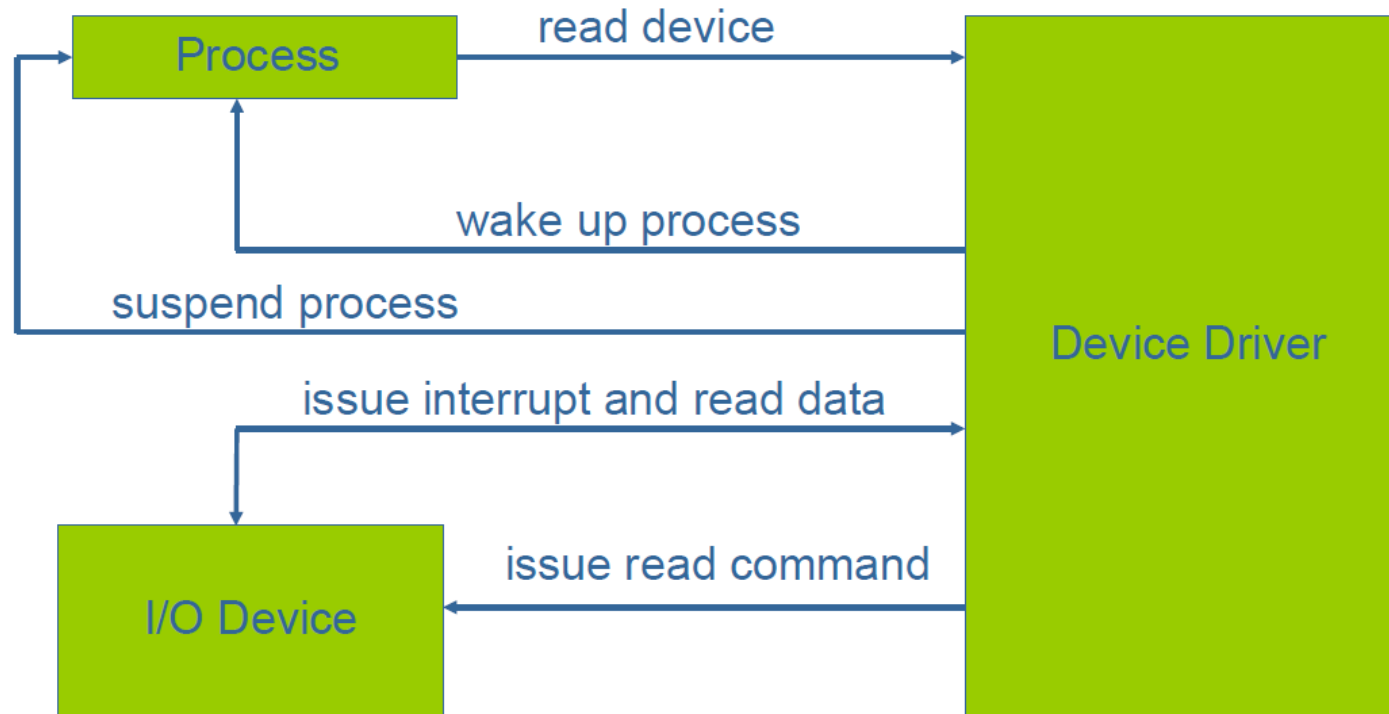 read device
Process
wake up process
suspend process
Device Driver
issue interrupt and read data
issue read command
I/O Device